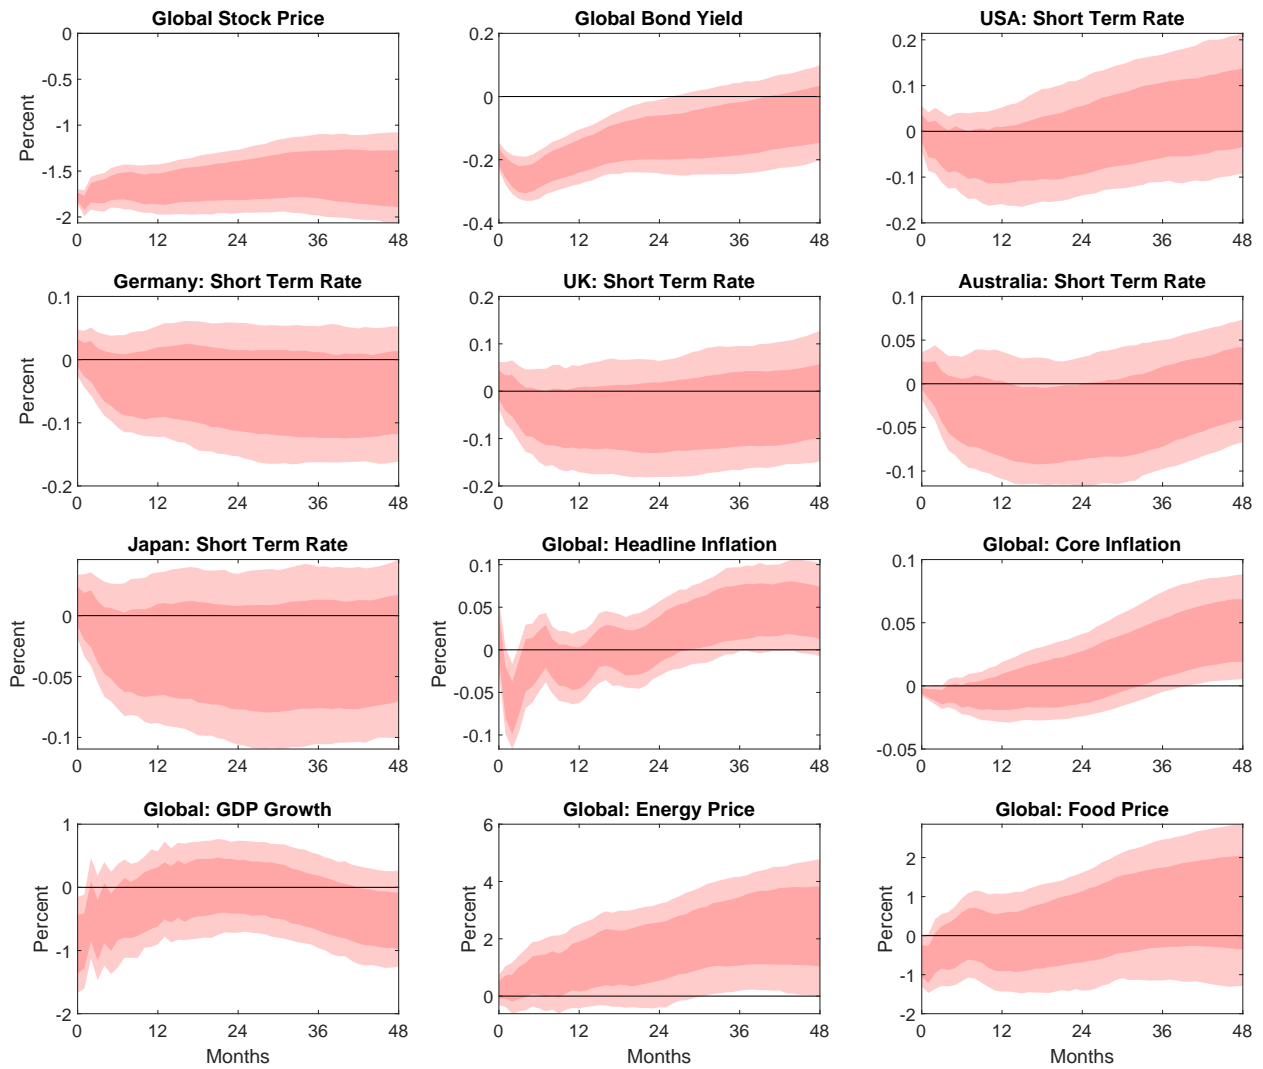 Global Stock Price
Global Bond Yield
USA: Short Term Rate
Percent
0
-0.5
-1
-1.5
-2
0 12 24 36 48
0.2
0
-0.2
-0.4
0 12 24 36 48
0.2
0.1
0
-0.1
-0.2
0 12 24 36 48
Germany: Short Term Rate
UK: Short Term Rate
Australia: Short Term Rate
Percent
0.1
0
-0.1
-0.2
0 12 24 36 48
0.2
0.1
0
-0.1
-0.2
0 12 24 36 48
0.1
0.05
0
-0.05
-0.1
0 12 24 36 48
Japan: Short Term Rate
Global: Headline Inflation
Global: Core Inflation
Percent
0
-0.05
-0.1
0 12 24 36 48
Percent
0.1
0.05
0
-0.05
-0.1
0 12 24 36 48
0.1
0.05
0
-0.05
0 12 24 36 48
Global: GDP Growth
Global: Energy Price
Global: Food Price
Percent
1
0
-1
-2
0 12 24 36 48
Months
Percent
6
4
2
0
0 12 24 36 48
Months
Percent
2
1
0
-1
-2
0 12 24 36 48
Months